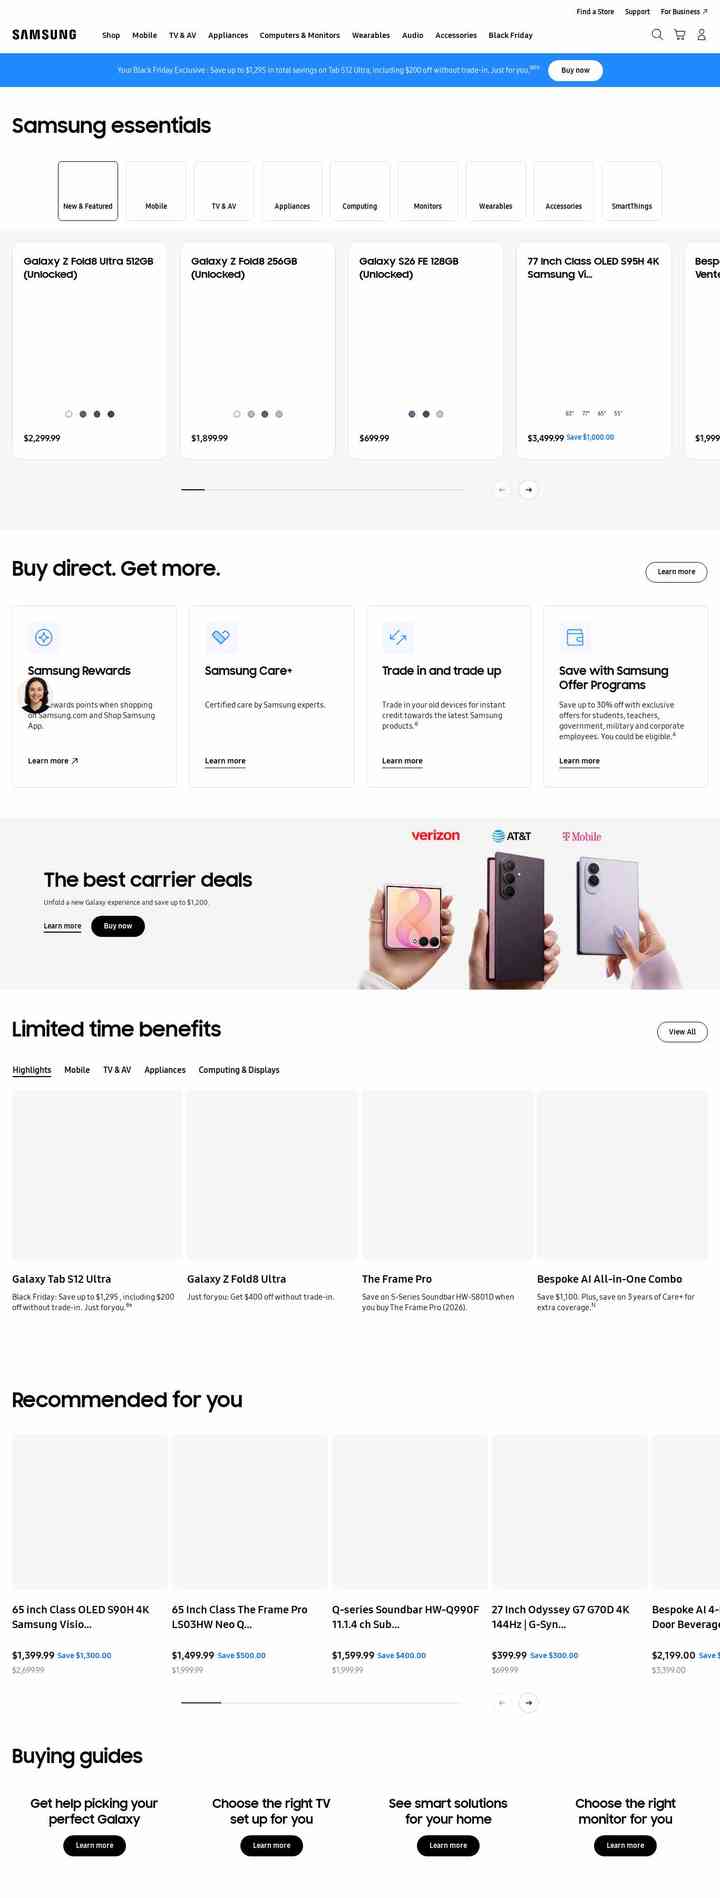 Find a Store Support For Business
SAMSUNG Shop Mobile TV & AV Appliances Computers & Monitors Wearables Audio Accessories Black Friday
Your Black Friday Exclusive : Save up to $1,295 in total savings on Tab S12 Ultra, including $200 off without trade-in. Just for you. Buy now
Samsung essentials
New & Featured Mobile TV & AV Appliances Computing Monitors Wearables Accessories SmartThings
Galaxy Z Fold8 Ultra 512GB
(Unlocked)
$2,299.99
Galaxy Z Fold8 256GB
(Unlocked)
$1,899.99
Galaxy S26 FE 128GB
(Unlocked)
$699.99
77 Inch Class OLED S95H 4K
Samsung Vi...
83" 77" 65" 55"
$3,499.99 Save $1,000.00
Besp
Vente
$1,999
Buy direct. Get more.
Learn more
Samsung Rewards
wards points when shopping
on Samsung.com and Shop Samsung
App.
Learn more
Samsung Care+
Certified care by Samsung experts.
Learn more
Trade in and trade up
Trade in your old devices for instant
credit towards the latest Samsung
products.
Learn more
Save with Samsung
Offer Programs
Save up to 30% off with exclusive
offers for students, teachers,
government, military and corporate
employees. You could be eligible.
Learn more
verizon AT&T T Mobile
The best carrier deals
Unfold a new Galaxy experience and save up to $1,200.
Learn more Buy now
Limited time benefits
View All
Highlights Mobile TV & AV Appliances Computing & Displays
Galaxy Tab S12 Ultra
Black Friday: Save up to $1,295 , including $200
off without trade-in. Just for you.
Galaxy Z Fold8 Ultra
Just for you: Get $400 off without trade-in.
The Frame Pro
Save on S-Series Soundbar HW-S801D when
you buy The Frame Pro (2026).
Bespoke AI All-in-One Combo
Save $1,100. Plus, save on 3 years of Care+ for
extra coverage.
Recommended for you
65 Inch Class OLED S90H 4K
Samsung Visio...
$1,399.99 Save $1,300.00
$2,699.99
65 Inch Class The Frame Pro
LS03HW Neo Q...
$1,499.99 Save $500.00
$1,999.99
Q-series Soundbar HW-Q990F
11.1.4 ch Sub...
$1,599.99 Save $400.00
$1,999.99
27 Inch Odyssey G7 G70D 4K
144Hz | G-Syn...
$399.99 Save $300.00
$699.99
Bespoke AI 4-
Door Beverage
$2,199.00 Save $
$3,399.00
Buying guides
Get help picking your
perfect Galaxy
Learn more
Choose the right TV
set up for you
Learn more
See smart solutions
for your home
Learn more
Choose the right
monitor for you
Learn more